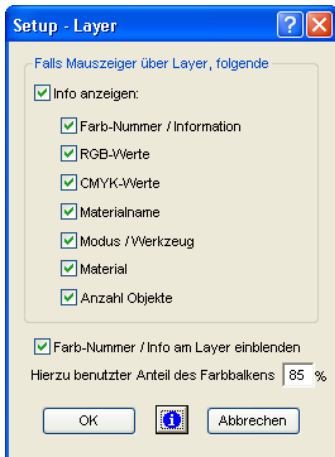 Setup - Layer
Falls Mauszeiger über Layer, folgende
Info anzeigen:
Farb-Nummer / Information
RGB-Werte
CMYK-Werte
Materialname
Modus / Werkzeug
Material
Anzahl Objekte
Farb-Nummer / Info am Layer einblenden
Hierzu benutzter Anteil des Farbbalkens 85 %
OK Abbrechen